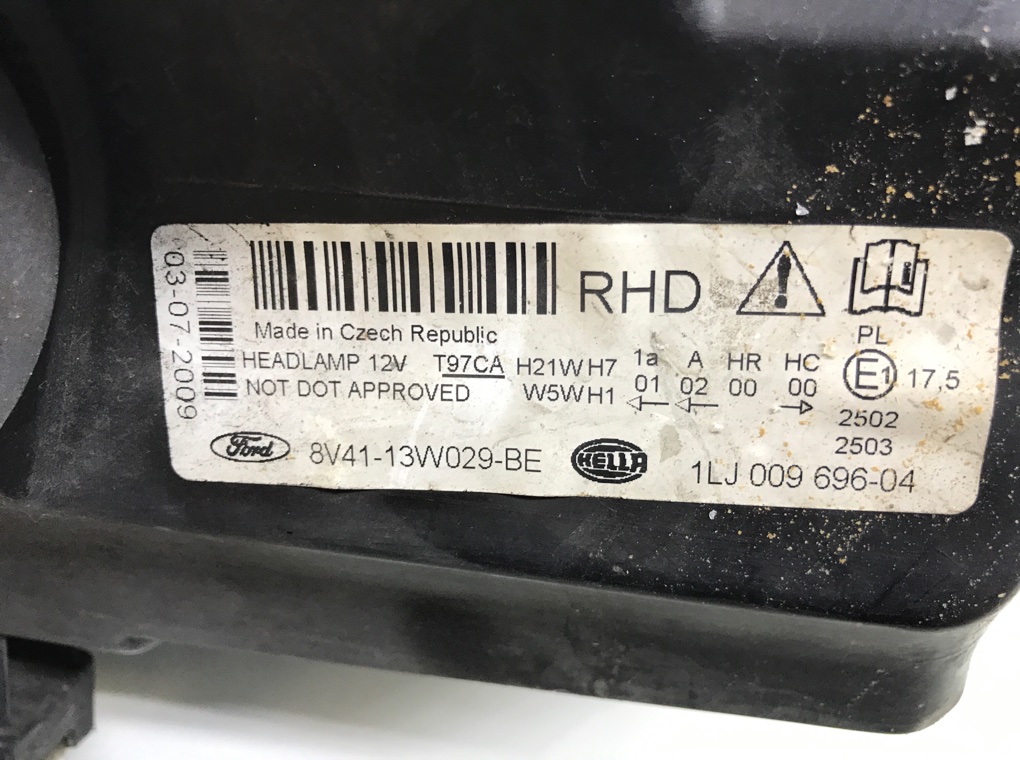 03-07-2009
RHD
Made in Czech Republic
HEADLAMP 12V T97CA H21W H7 1a A HR HC PL
NOT DOT APPROVED W5W H1 01 02 00 00 E1 17,5
← ← →
2502
2503
Ford 8V41-13W029-BE HELLA 1LJ 009 696-04